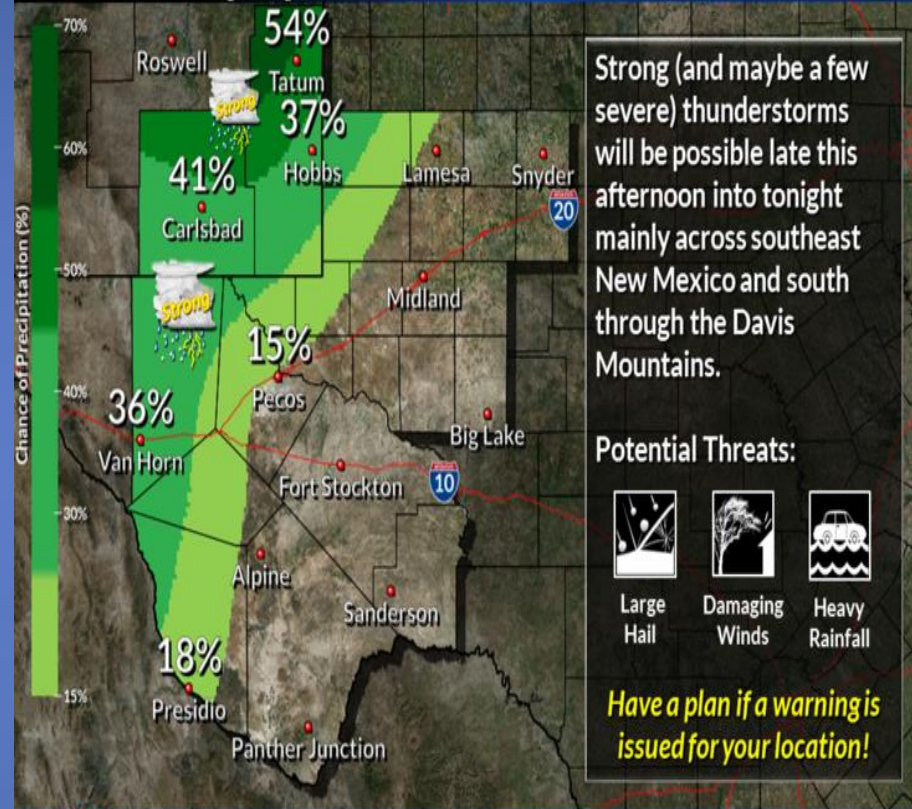 70%
60%
50%
40%
30%
15%
Chance of Precipitation (%)
54%
Roswell
Tatum
Strong
37%
Hobbs
Lamesa
Snyder
41%
Carlsbad
20
Strong
Midland
15%
Pecos
36%
Van Horn
Big Lake
Fort Stockton
10
Alpine
Sanderson
18%
Presidio
Panther Junction
Strong (and maybe a few
severe) thunderstorms
will be possible late this
afternoon into tonight
mainly across southeast
New Mexico and south
through the Davis
Mountains.
Potential Threats:
Large
Hail
Damaging
Winds
Heavy
Rainfall
Have a plan if a warning is
issued for your location!